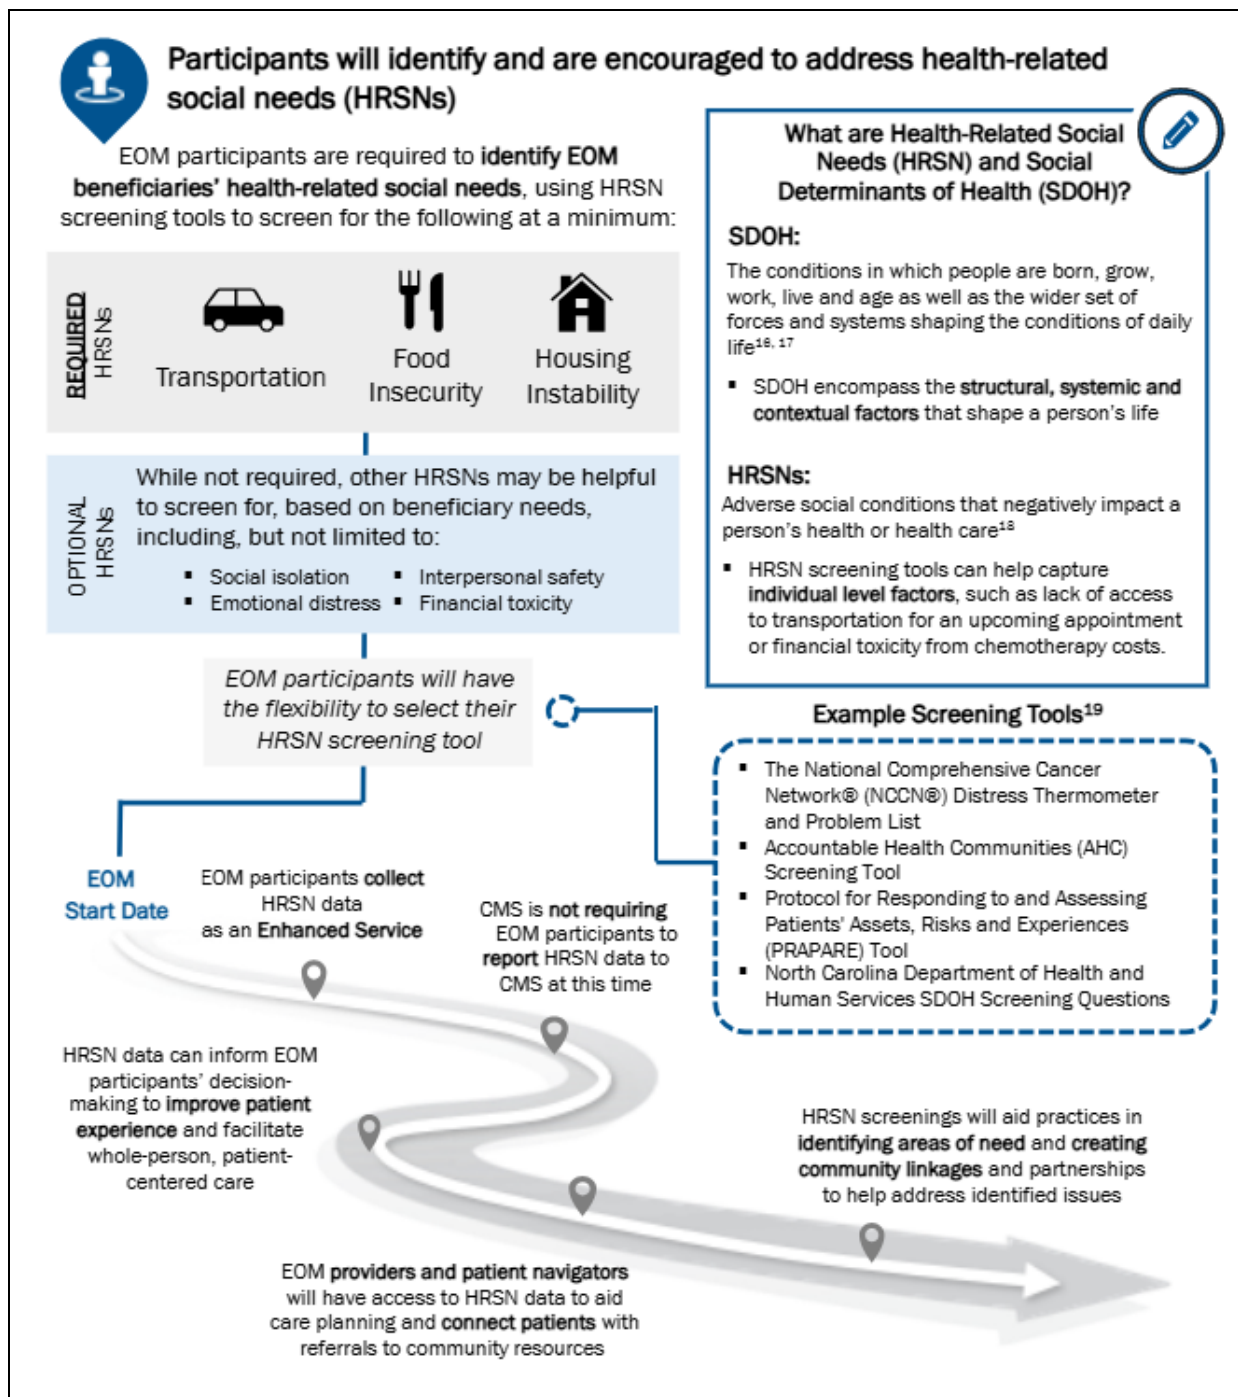 Participants will identify and are encouraged to address health-related
social needs (HRSNs)
EOM participants are required to identify EOM
beneficiaries' health-related social needs, using HRSN
screening tools to screen for the following at a minimum:
REQUIRED
HRSNs
Transportation
Food
Insecurity
Housing
Instability
OPTIONAL
HRSNs
While not required, other HRSNs may be helpful
to screen for, based on beneficiary needs,
including, but not limited to:
▪ Social isolation ▪ Interpersonal safety
▪ Emotional distress ▪ Financial toxicity
EOM participants will have
the flexibility to select their
HRSN screening tool
What are Health-Related Social
Needs (HRSN) and Social
Determinants of Health (SDOH)?
SDOH:
The conditions in which people are born, grow,
work, live and age as well as the wider set of
forces and systems shaping the conditions of daily
life16, 17
▪ SDOH encompass the structural, systemic and
contextual factors that shape a person's life
HRSNs:
Adverse social conditions that negatively impact a
person's health or health care18
▪ HRSN screening tools can help capture
individual level factors, such as lack of access
to transportation for an upcoming appointment
or financial toxicity from chemotherapy costs.
Example Screening Tools19
▪ The National Comprehensive Cancer
Network® (NCCN®) Distress Thermometer
and Problem List
▪ Accountable Health Communities (AHC)
Screening Tool
▪ Protocol for Responding to and Assessing
Patients' Assets, Risks and Experiences
(PRAPARE) Tool
▪ North Carolina Department of Health and
Human Services SDOH Screening Questions
EOM
Start Date
EOM participants collect
HRSN data
as an Enhanced Service
CMS is not requiring
EOM participants to
report HRSN data to
CMS at this time
HRSN data can inform EOM
participants' decision-
making to improve patient
experience and facilitate
whole-person, patient-
centered care
EOM providers and patient navigators
will have access to HRSN data to aid
care planning and connect patients with
referrals to community resources
HRSN screenings will aid practices in
identifying areas of need and creating
community linkages and partnerships
to help address identified issues